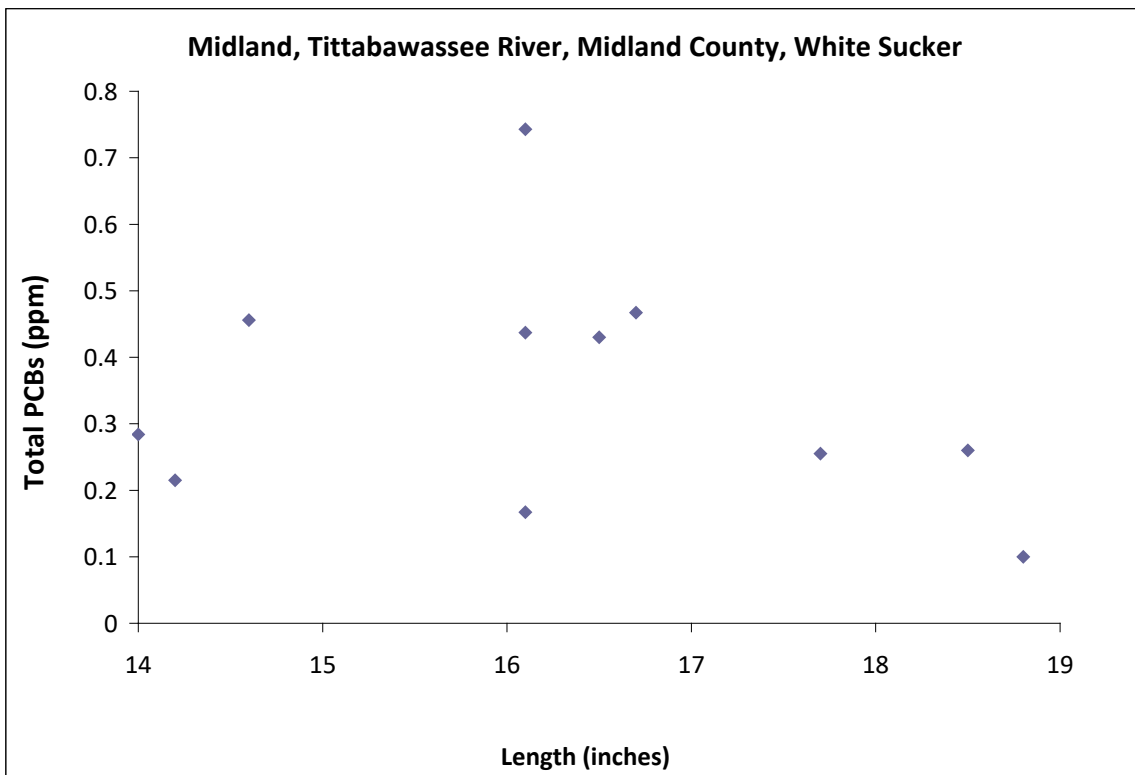 Midland, Tittabawassee River, Midland County, White Sucker
0.8
0.7
0.6
0.5
0.4
0.3
0.2
0.1
0
Total PCBs (ppm)
14 15 16 17 18 19
Length (inches)